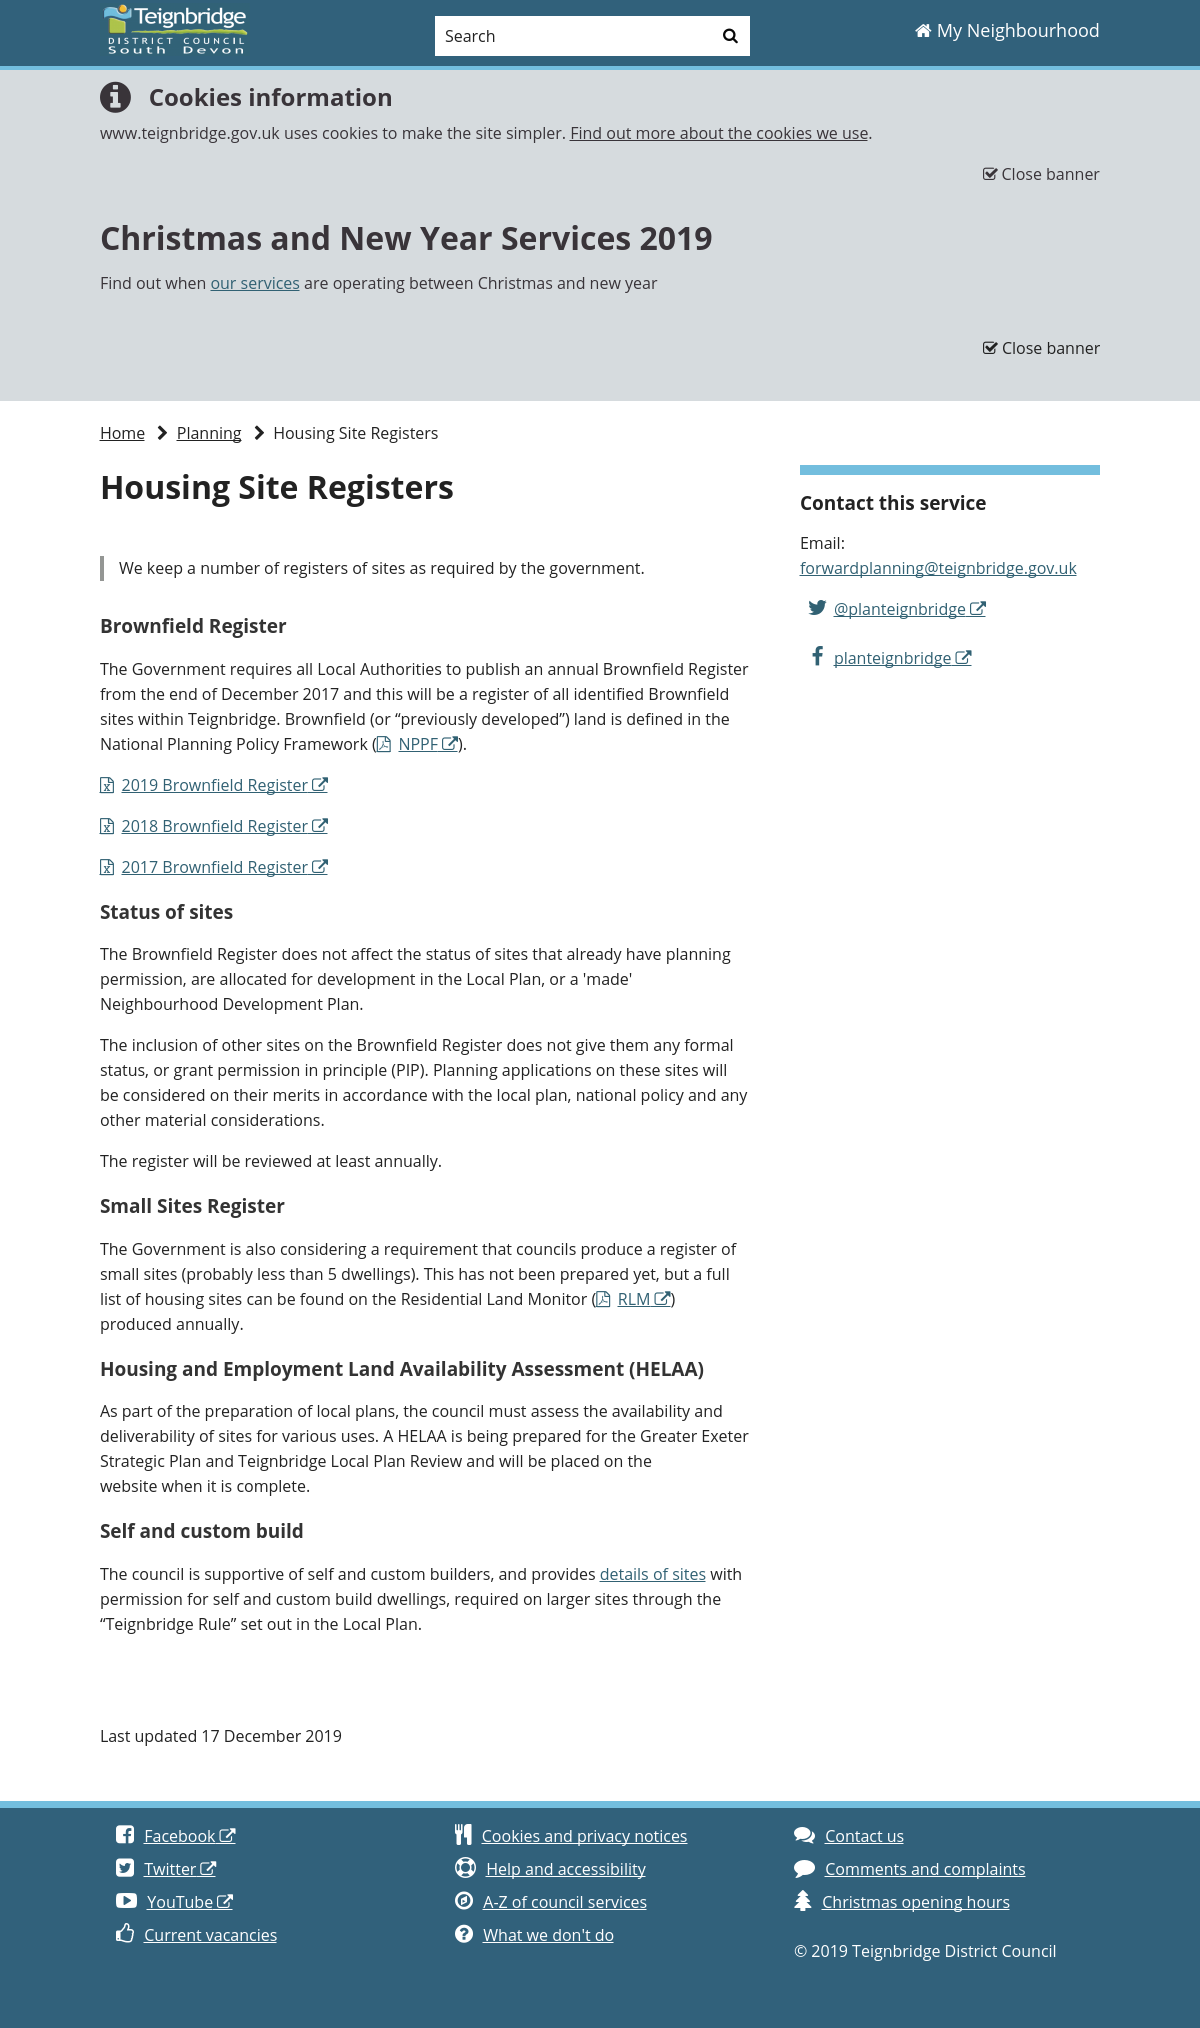 Teignbridge
DISTRICT COUNCIL
South Devon
Search
My Neighbourhood
Cookies information
www.teignbridge.gov.uk uses cookies to make the site simpler. Find out more about the cookies we use.
Close banner
Christmas and New Year Services 2019
Find out when our services are operating between Christmas and new year
Close banner
Home > Planning > Housing Site Registers
Housing Site Registers
We keep a number of registers of sites as required by the government.
Brownfield Register
The Government requires all Local Authorities to publish an annual Brownfield Register
from the end of December 2017 and this will be a register of all identified Brownfield
sites within Teignbridge. Brownfield (or “previously developed”) land is defined in the
National Planning Policy Framework ( NPPF ).
2019 Brownfield Register
2018 Brownfield Register
2017 Brownfield Register
Status of sites
The Brownfield Register does not affect the status of sites that already have planning
permission, are allocated for development in the Local Plan, or a 'made'
Neighbourhood Development Plan.
The inclusion of other sites on the Brownfield Register does not give them any formal
status, or grant permission in principle (PIP). Planning applications on these sites will
be considered on their merits in accordance with the local plan, national policy and any
other material considerations.
The register will be reviewed at least annually.
Small Sites Register
The Government is also considering a requirement that councils produce a register of
small sites (probably less than 5 dwellings). This has not been prepared yet, but a full
list of housing sites can be found on the Residential Land Monitor ( RLM )
produced annually.
Housing and Employment Land Availability Assessment (HELAA)
As part of the preparation of local plans, the council must assess the availability and
deliverability of sites for various uses. A HELAA is being prepared for the Greater Exeter
Strategic Plan and Teignbridge Local Plan Review and will be placed on the
website when it is complete.
Self and custom build
The council is supportive of self and custom builders, and provides details of sites with
permission for self and custom build dwellings, required on larger sites through the
“Teignbridge Rule” set out in the Local Plan.
Last updated 17 December 2019
Contact this service
Email:
forwardplanning@teignbridge.gov.uk
@planteignbridge
planteignbridge
Facebook
Twitter
YouTube
Current vacancies
Cookies and privacy notices
Help and accessibility
A-Z of council services
What we don't do
Contact us
Comments and complaints
Christmas opening hours
© 2019 Teignbridge District Council